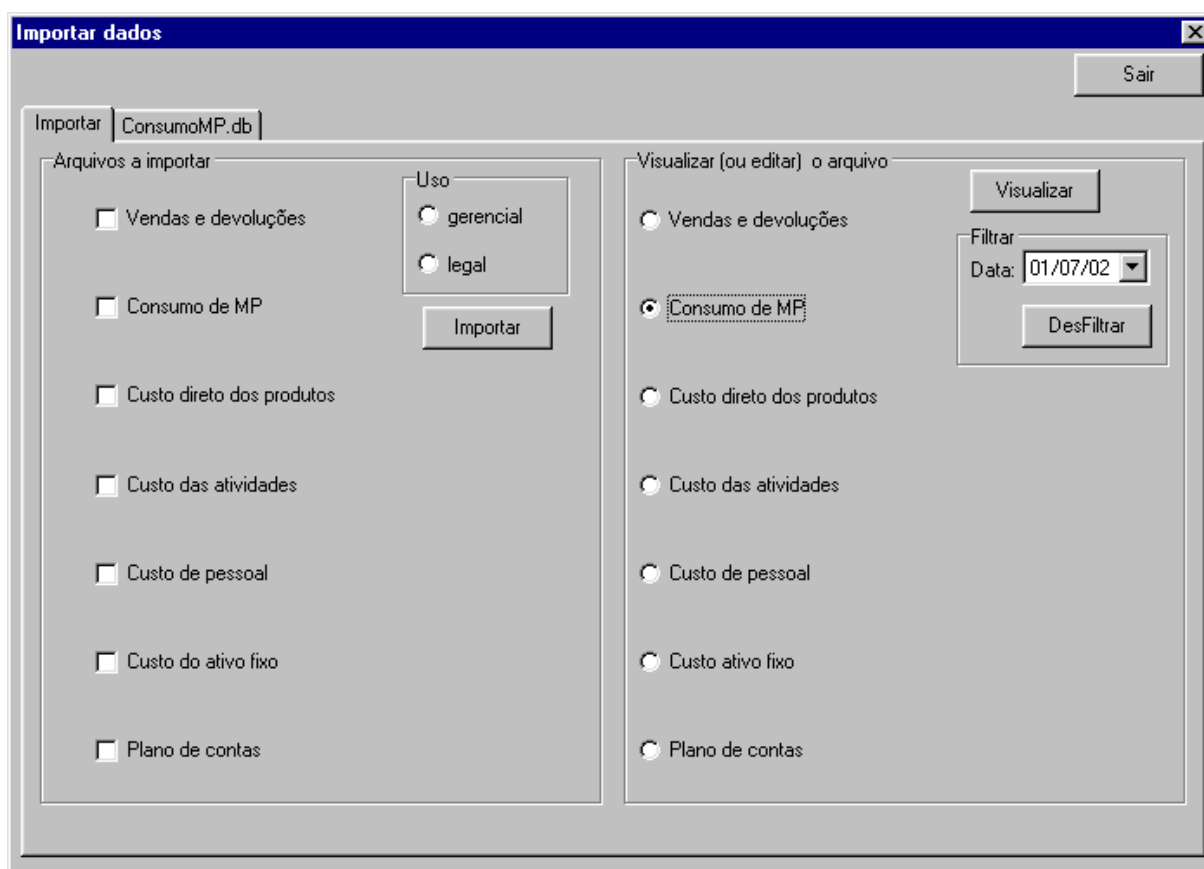 Importar dados
Sair
Importar
ConsumoMP.db
Arquivos a importar
Vendas e devoluções
Uso
gerencial
legal
Consumo de MP
Importar
Custo direto dos produtos
Custo das atividades
Custo de pessoal
Custo do ativo fixo
Plano de contas
Visualizar (ou editar) o arquivo
Visualizar
Vendas e devoluções
Filtrar
Data: 01/07/02
Consumo de MP
DesFiltrar
Custo direto dos produtos
Custo das atividades
Custo de pessoal
Custo ativo fixo
Plano de contas